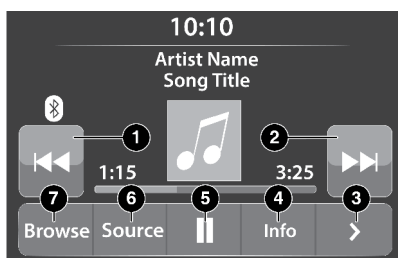 10:10
Artist Name
Song Title
1
2
1:15
3:25
7
6
5
4
3
Browse
Source
Info